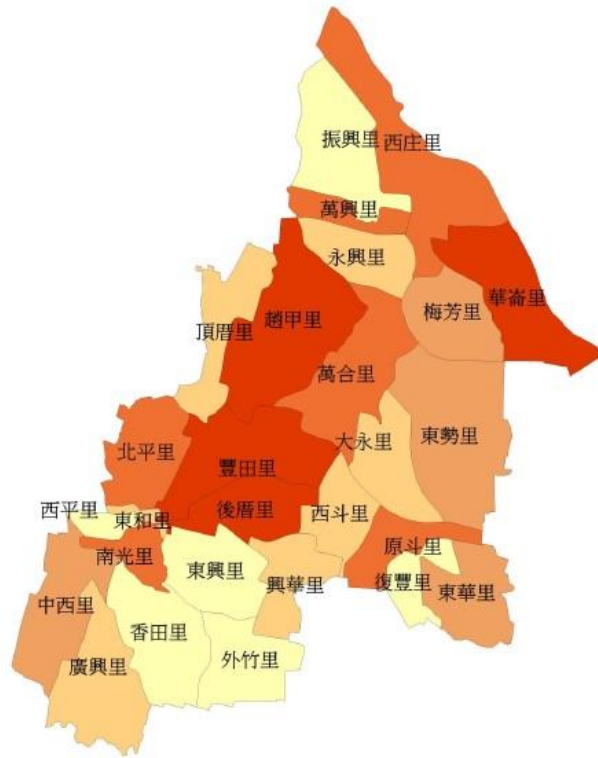 振興里
西庄里
萬興里
永興里
華崙里
梅芳里
趙甲里
頂厝里
萬合里
大永里
東勢里
北平里
豐田里
西平里
後厝里
西斗里
東和里
原斗里
南光里
東興里
興華里
復豐里
東華里
中西里
香田里
外竹里
廣興里